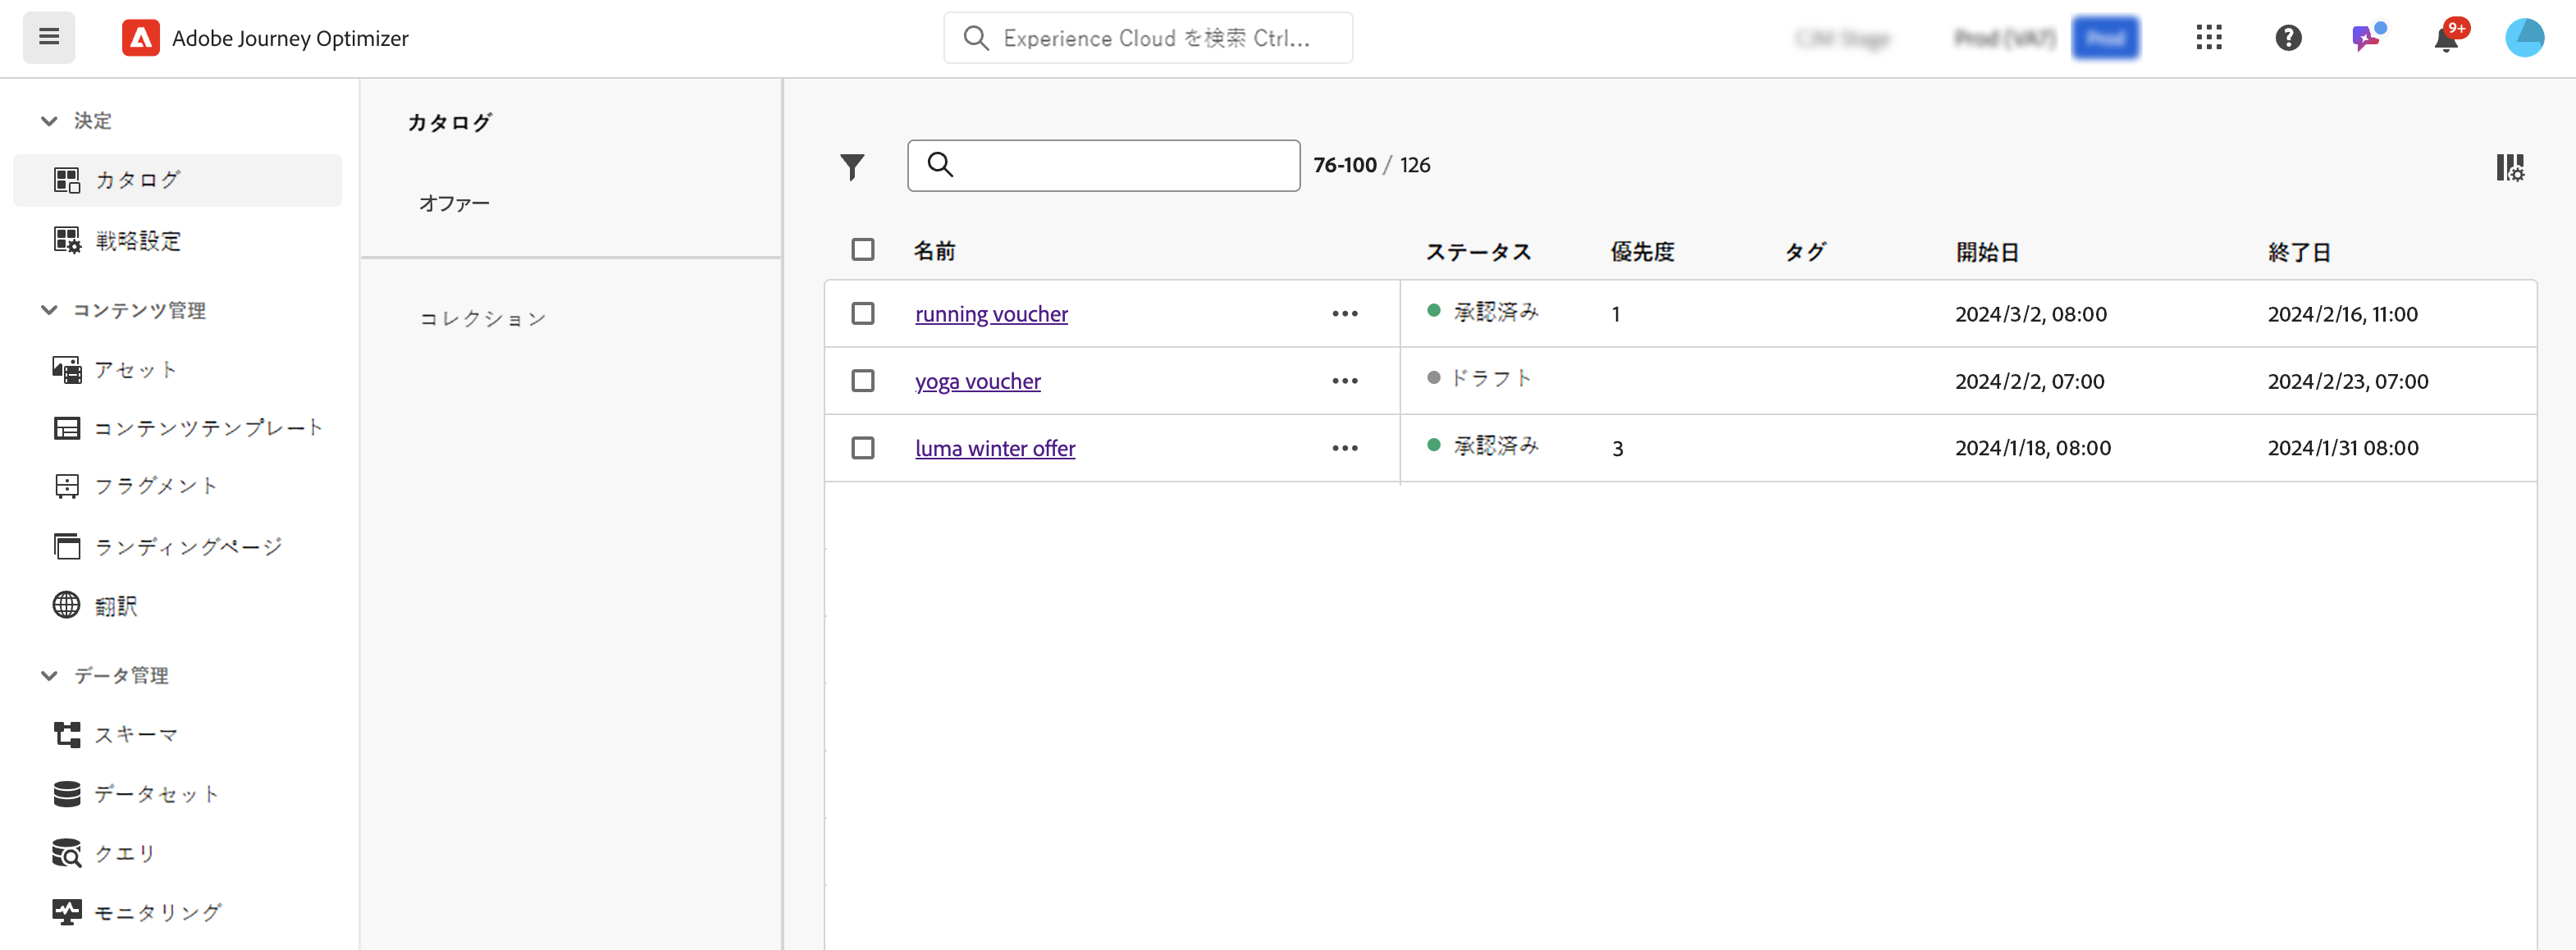 Adobe Journey Optimizer
Experience Cloud を検索 Ctrl...
Prod (VA7)
Prod
9+
決定
カタログ
戦略設定
コンテンツ管理
アセット
コンテンツテンプレート
フラグメント
ランディングページ
翻訳
データ管理
スキーマ
データセット
クエリ
モニタリング
カタログ
オファー
コレクション
76-100 / 126
名前 ステータス 優先度 タグ 開始日 終了日
running voucher ••• 承認済み 1 2024/3/2, 08:00 2024/2/16, 11:00
yoga voucher ••• ドラフト 2024/2/2, 07:00 2024/2/23, 07:00
luma winter offer ••• 承認済み 3 2024/1/18, 08:00 2024/1/31 08:00